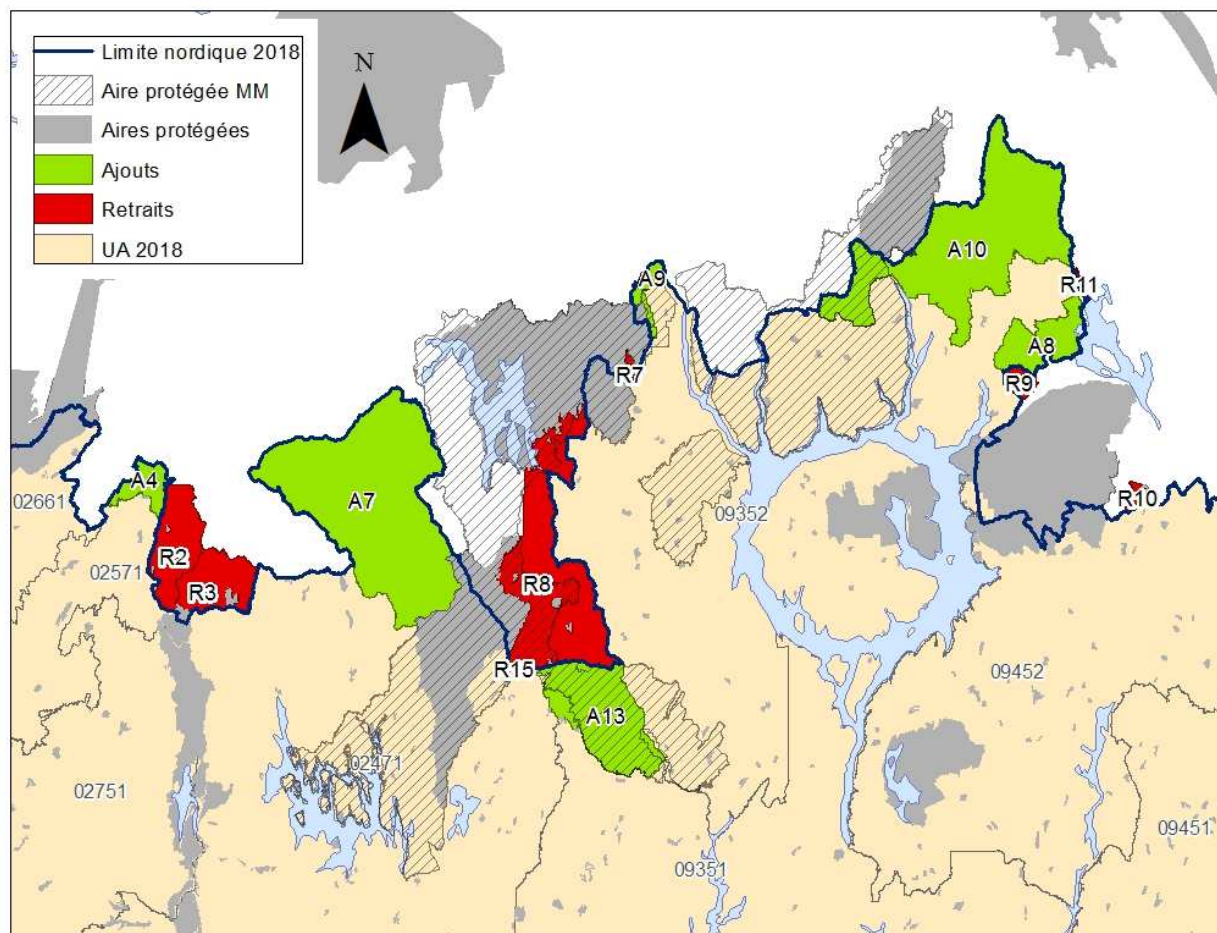 Limite nordique 2018
Aire protégée MM
Aires protégées
Ajouts
Retraits
UA 2018
N
A10
A9
R11
A8
R7
R9
A4
A7
02661
R10
09352
R2
02571
R3
R8
R15
09452
A13
02471
02751
09451
09351